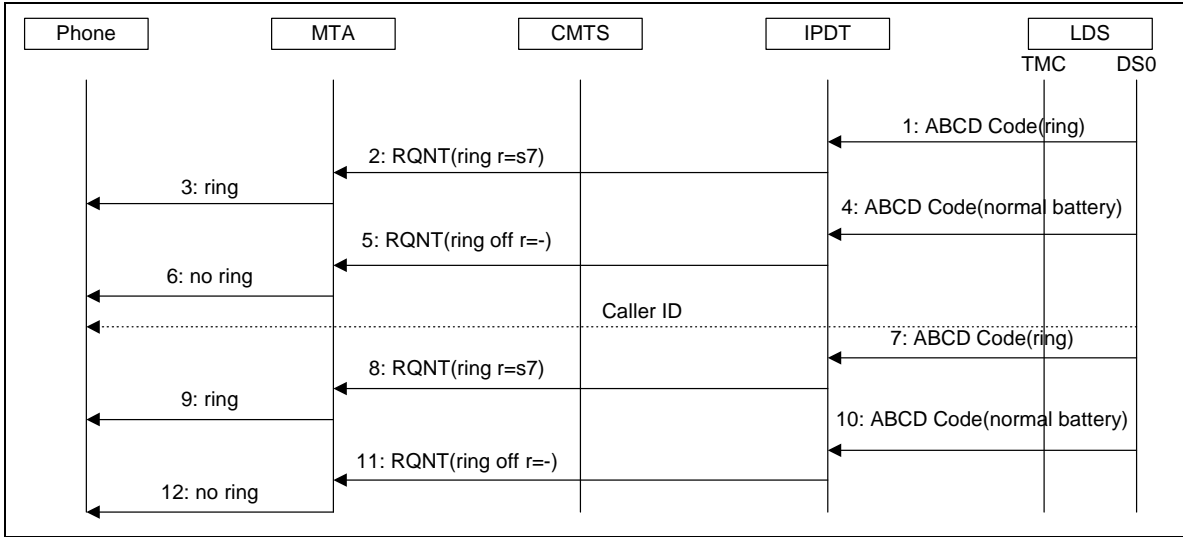 Phone MTA CMTS IPDT LDS
TMC DS0
1: ABCD Code(ring)
2: RQNT(ring r=s7)
3: ring
4: ABCD Code(normal battery)
5: RQNT(ring off r=-)
6: no ring
Caller ID
7: ABCD Code(ring)
8: RQNT(ring r=s7)
9: ring
10: ABCD Code(normal battery)
11: RQNT(ring off r=-)
12: no ring